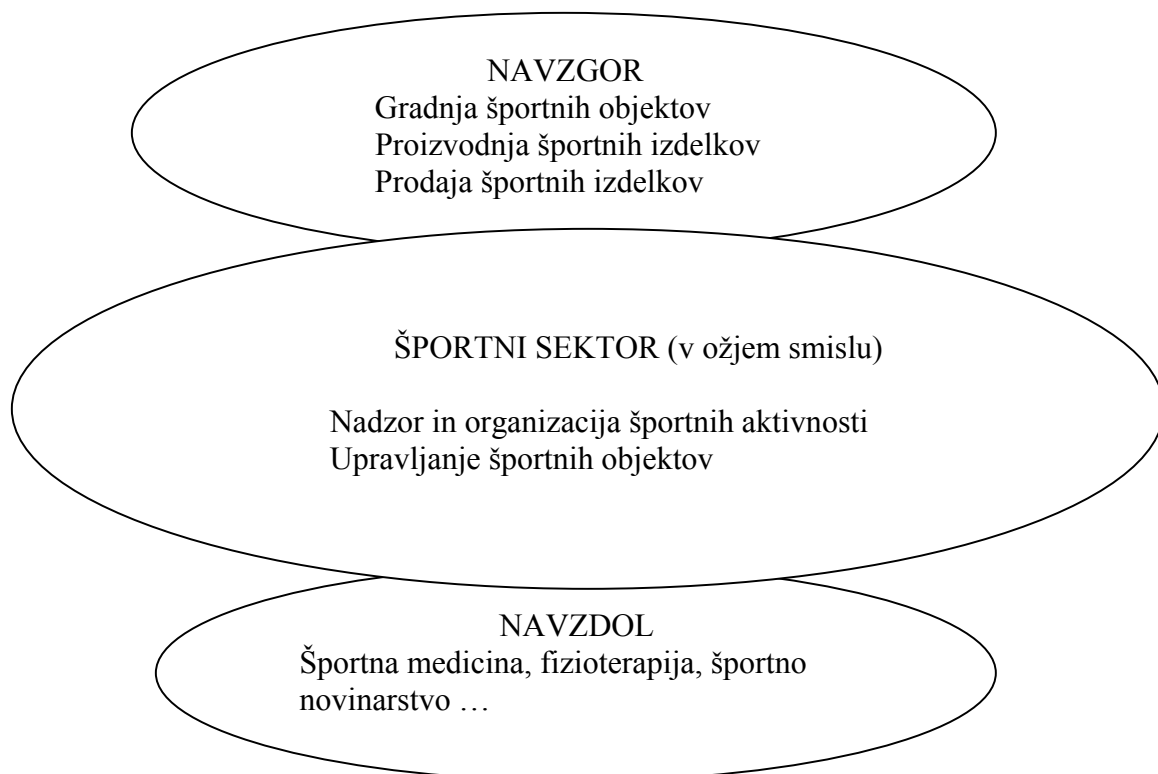 NAVZGOR
Gradnja športnih objektov
Proizvodnja športnih izdelkov
Prodaja športnih izdelkov
ŠPORTNI SEKTOR (v ožjem smislu)
Nadzor in organizacija športnih aktivnosti
Upravljanje športnih objektov
NAVZDOL
Športna medicina, fizioterapija, športno
novinarstvo …